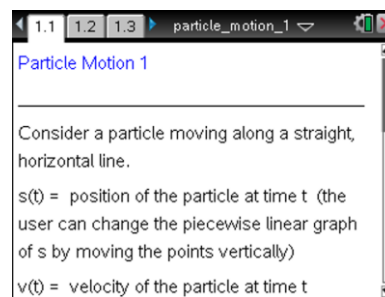 1.1 1.2 1.3 particle_motion_1
Particle Motion 1
Consider a particle moving along a straight,
horizontal line.
s(t) = position of the particle at time t (the
user can change the piecewise linear graph
of s by moving the points vertically)
v(t) = velocity of the particle at time t